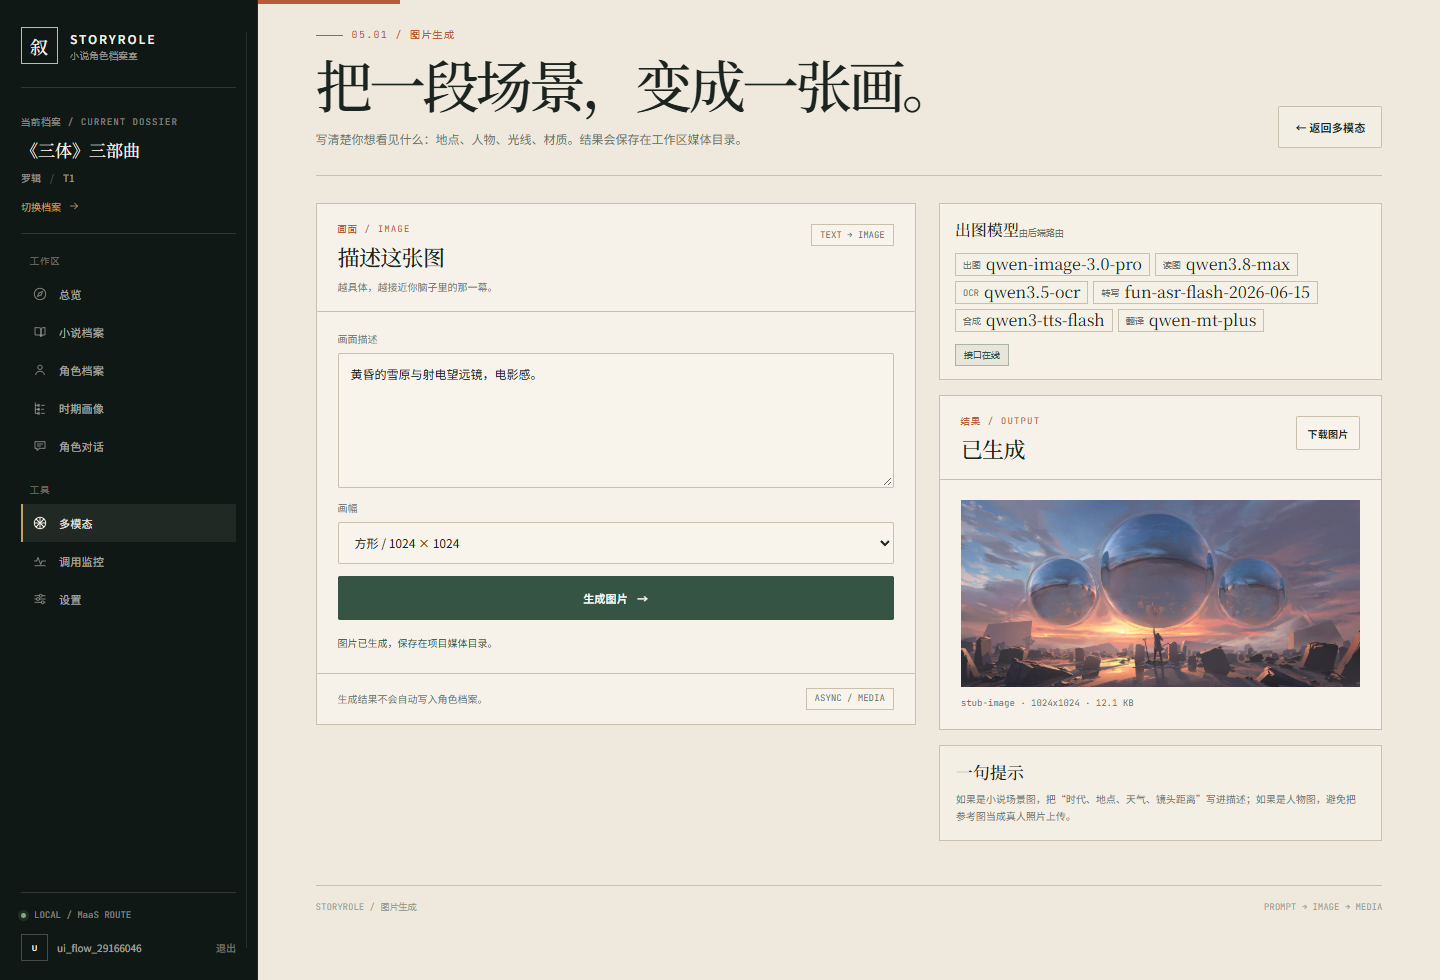 叙
STORYROLE
小说角色档案室
当前档案 / CURRENT DOSSIER
《三体》三部曲
罗辑 / T1
切换档案 →
工作区
总览
小说档案
角色档案
时期画像
角色对话
工具
多模态
调用监控
设置
LOCAL / MaaS ROUTE
U ui_flow_29166046 退出
05.01 / 图片生成
把一段场景，变成一张画。
写清楚你想看见什么：地点、人物、光线、材质。结果会保存在工作区媒体目录。
← 返回多模态
画面 / IMAGE
TEXT → IMAGE
描述这张图
越具体，越接近你脑子里的那一幕。
画面描述
黄昏的雪原与射电望远镜，电影感。
画幅
方形 / 1024 × 1024
生成图片 →
图片已生成，保存在项目媒体目录。
生成结果不会自动写入角色档案。
ASYNC / MEDIA
出图模型由后端路由
出图 qwen-image-3.0-pro 读图 qwen3.8-max
OCR qwen3.5-ocr 转写 fun-asr-flash-2026-06-15
合成 qwen3-tts-flash 翻译 qwen-mt-plus
接口在线
结果 / OUTPUT
已生成
下载图片
stub-image · 1024x1024 · 12.1 KB
一句提示
如果是小说场景图，把“时代、地点、天气、镜头距离”写进描述；如果是人物图，避免把
参考图当成真人照片上传。
STORYROLE / 图片生成
PROMPT → IMAGE → MEDIA